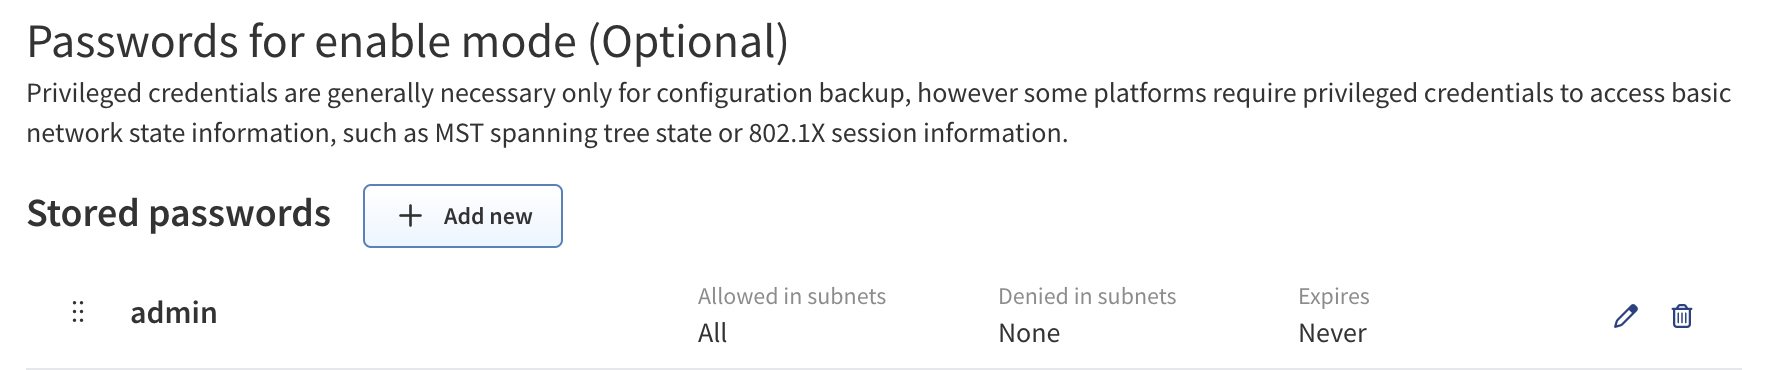 Passwords for enable mode (Optional)
Privileged credentials are generally necessary only for configuration backup, however some platforms require privileged credentials to access basic
network state information, such as MST spanning tree state or 802.1X session information.
Stored passwords
Add new
admin
Allowed in subnets
All
Denied in subnets
None
Expires
Never